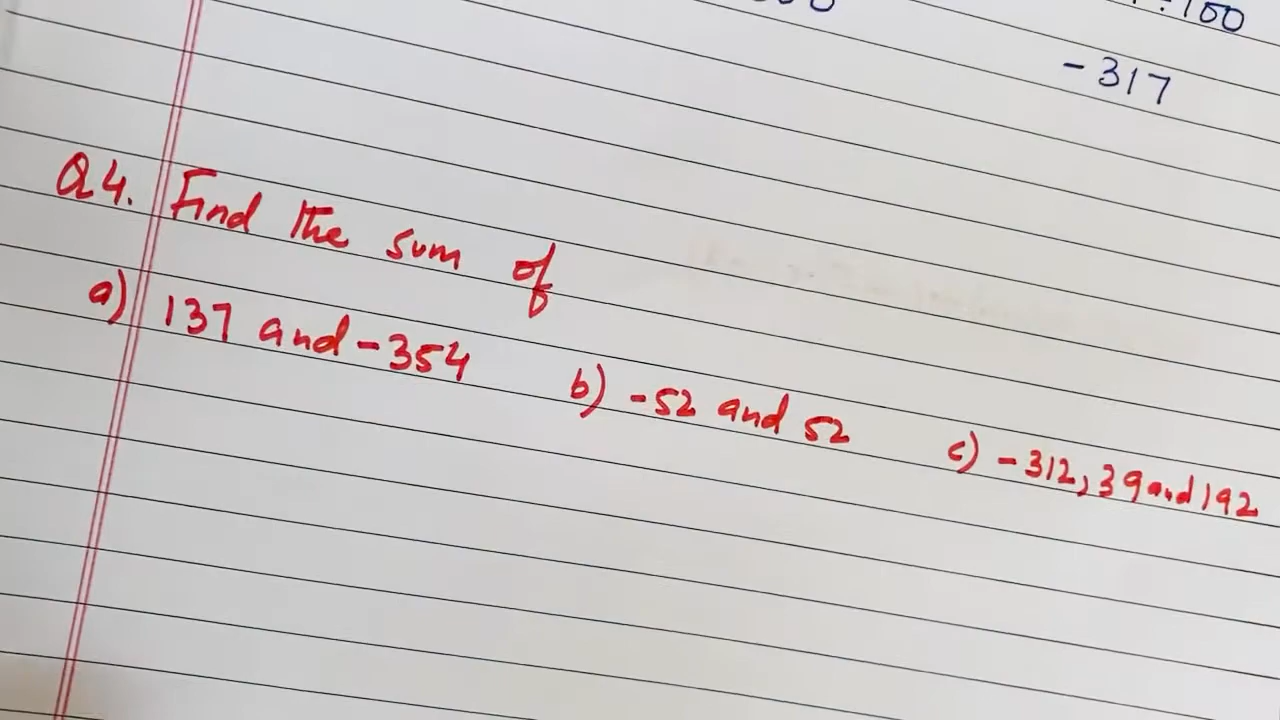 -317
Q4. Find the sum of
a) 137 and -354 b) -52 and 52 c) -312, 39 and 192